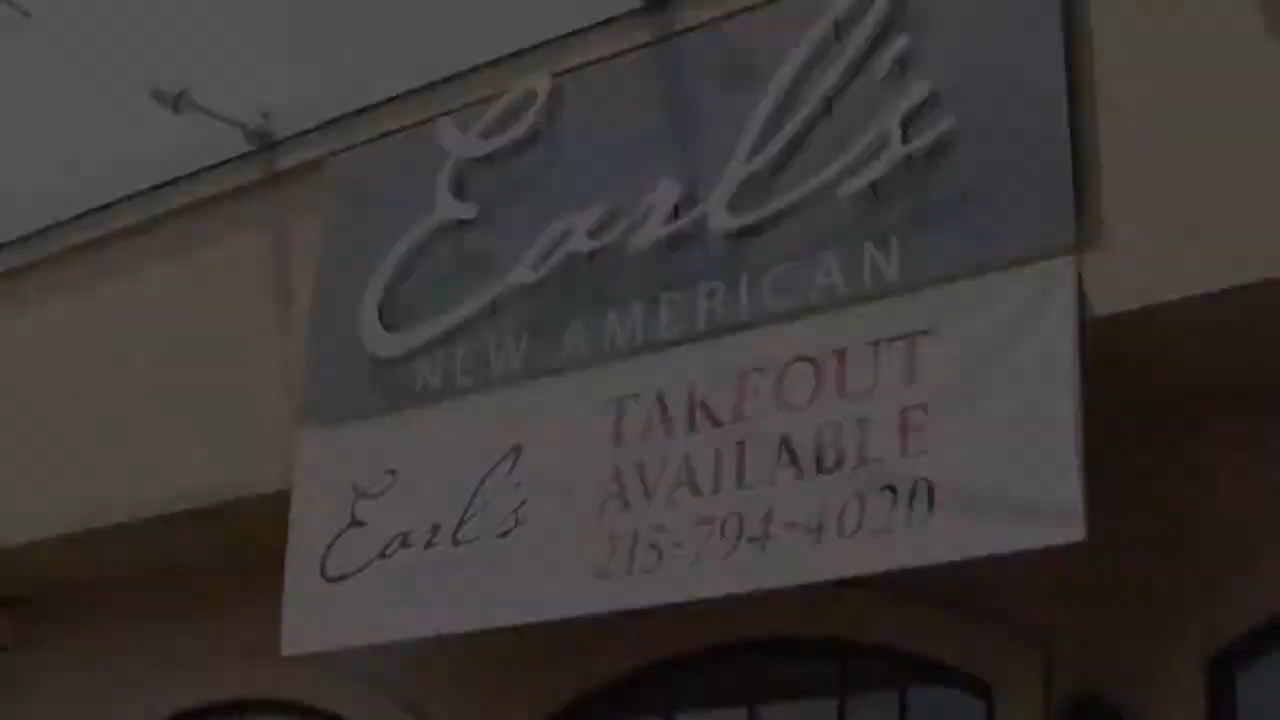 Earl's
NEW AMERICAN
Earl's
TAKEOUT
AVAILABLE
215-794-4020